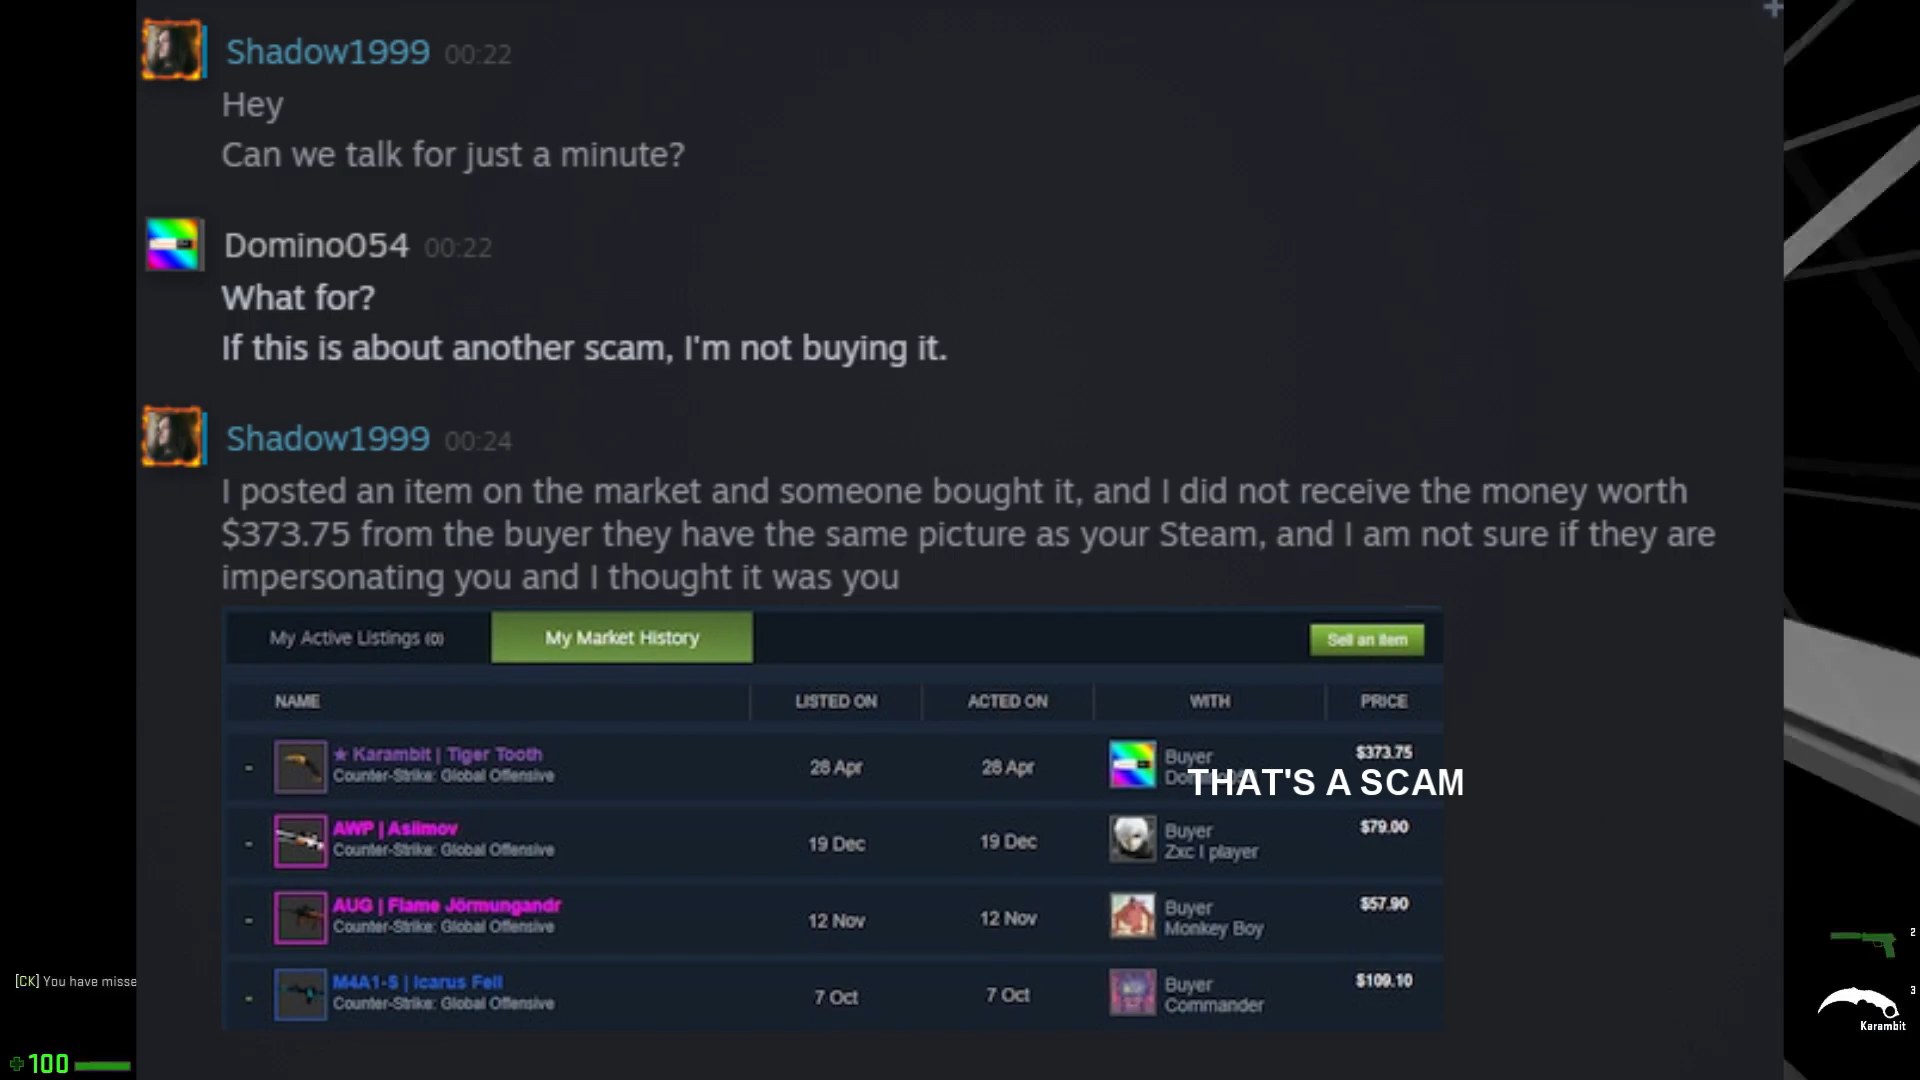 Shadow1999 00:22
Hey
Can we talk for just a minute?
Domino054 00:22
What for?
If this is about another scam, I'm not buying it.
Shadow1999 00:24
I posted an item on the market and someone bought it, and I did not receive the money worth
$373.75 from the buyer they have the same picture as your Steam, and I am not sure if they are
impersonating you and I thought it was you
My Active Listings (0) My Market History Sell an item
NAME LISTED ON ACTED ON WITH PRICE
- ★ Karambit | Tiger Tooth 28 Apr 28 Apr Buyer $373.75
Counter-Strike: Global Offensive
THAT'S A SCAM
- AWP | Asiimov 19 Dec 19 Dec Buyer $79.00
Counter-Strike: Global Offensive Zxc I player
- AUG | Flame Jörmungandr 12 Nov 12 Nov Buyer $57.90
Counter-Strike: Global Offensive Monkey Boy
- M4A1-S | Icarus Fell 7 Oct 7 Oct Buyer $109.10
Counter-Strike: Global Offensive Commander
[CK] You have misse
2
3
Karambit
100